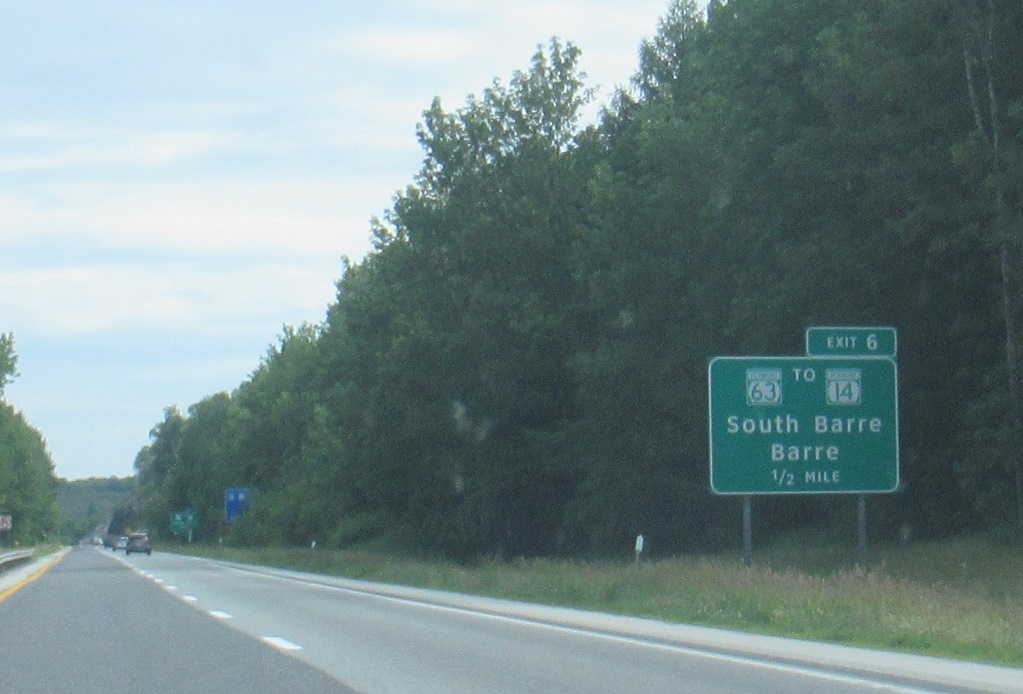 EXIT 6
63 TO 14
South Barre
Barre
1/2 MILE